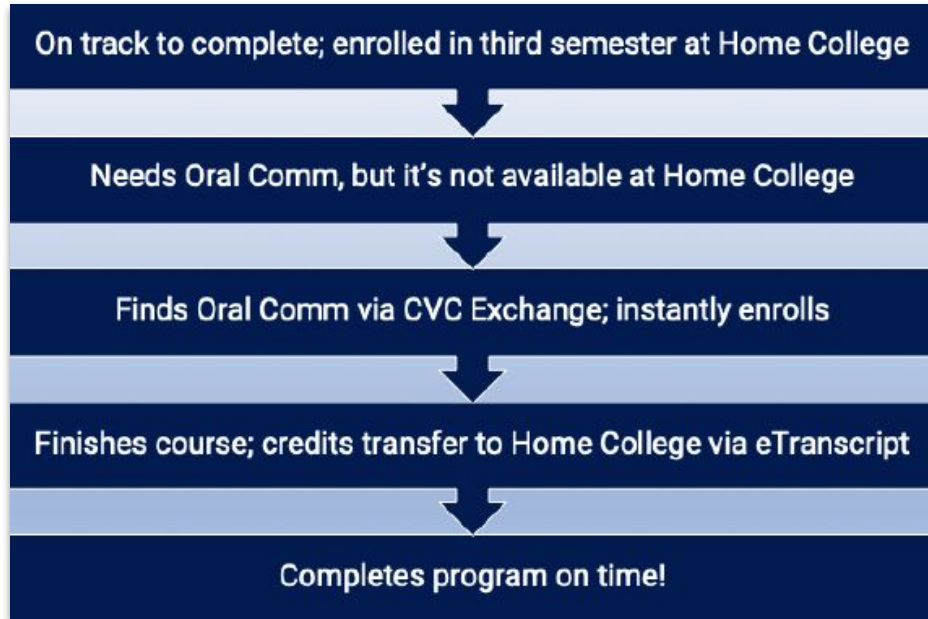 On track to complete; enrolled in third semester at Home College
Needs Oral Comm, but it's not available at Home College
Finds Oral Comm via CVC Exchange; instantly enrolls
Finishes course; credits transfer to Home College via eTranscript
Completes program on time!